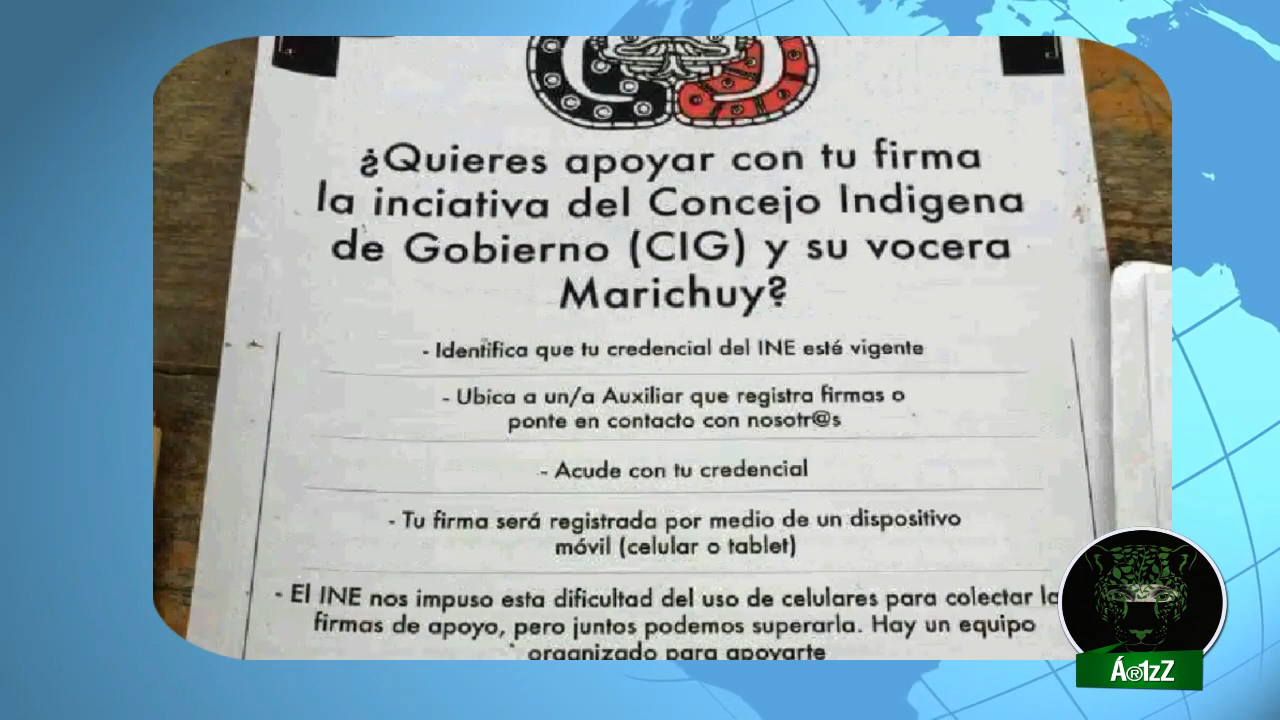 ¿Quieres apoyar con tu firma
la inciativa del Concejo Indigena
de Gobierno (CIG) y su vocera
Marichuy?
- Identifica que tu credencial del INE esté vigente
- Ubica a un/a Auxiliar que registra firmas o
ponte en contacto con nosotr@s
- Acude con tu credencial
- Tu firma será registrada por medio de un dispositivo
móvil (celular o tablet)
- El INE nos impuso esta dificultad del uso de celulares para colectar la
firmas de apoyo, pero juntos podemos superarla. Hay un equipo
organizado para apoyarte
Á®1zZ